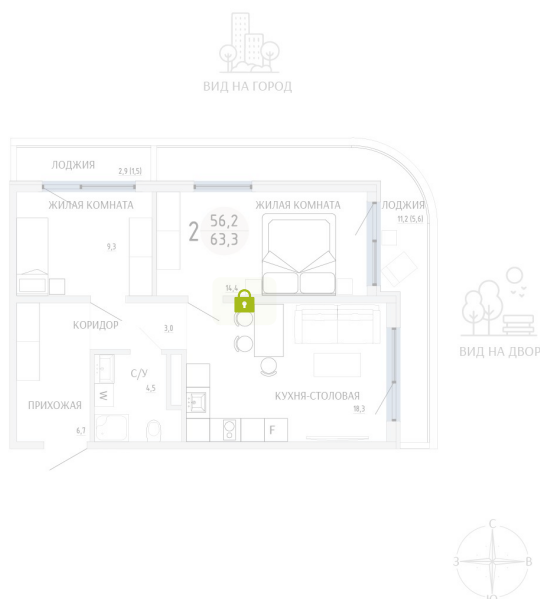 ВИД НА ГОРОД
ЛОДЖИЯ
2,9 (1,5)
ЖИЛАЯ КОМНАТА
9,3
2
56,2
63,3
ЖИЛАЯ КОМНАТА
14,4
ЛОДЖИЯ
11,2 (5,6)
ВИД НА ДВОР
КОРИДОР
3,0
С/У
4,5
W
ПРИХОЖАЯ
6,7
КУХНЯ-СТОЛОВАЯ
18,3
F
С
З
В
Ю